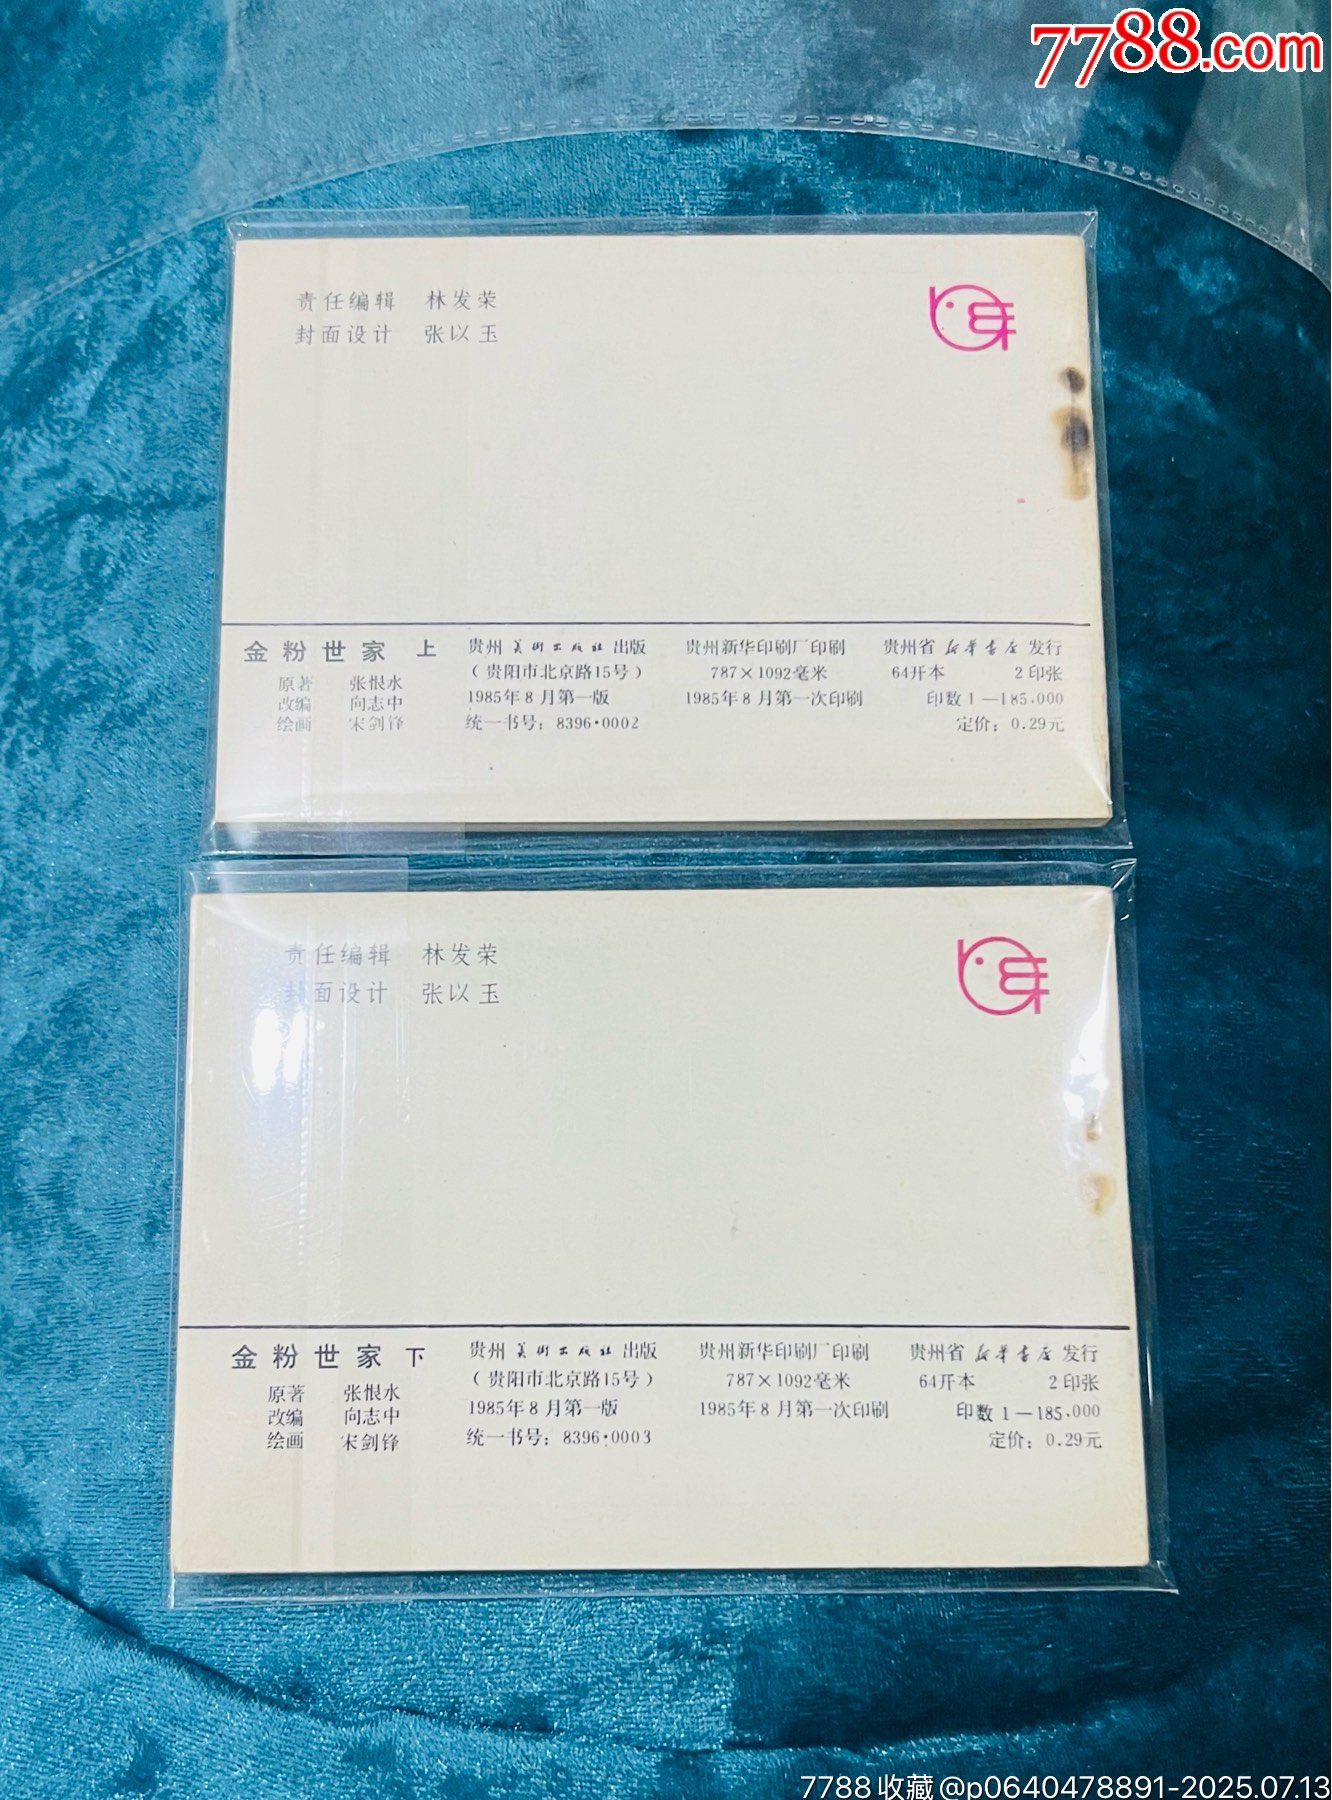 7788.com
责任编辑 林发荣
封面设计 张以玉
金粉世家 上
原著 张恨水
改编 向志中
绘画 宋剑锋
贵州美术出版社出版
(贵阳市北京路15号)
1985年8月第一版
统一书号:8396·0002
贵州新华印刷厂印刷
787×1092毫米
1985年8月第一次印刷
贵州省新华书店发行
64开本 2印张
印数1—185.000
定价:0.29元
责任编辑 林发荣
封面设计 张以玉
金粉世家 下
原著 张恨水
改编 向志中
绘画 宋剑锋
贵州美术出版社出版
(贵阳市北京路15号)
1985年8月第一版
统一书号:8396·0003
贵州新华印刷厂印刷
787×1092毫米
1985年8月第一次印刷
贵州省新华书店发行
64开本 2印张
印数1—185.000
定价:0.29元
7788收藏@p0640478891-2025.07.13